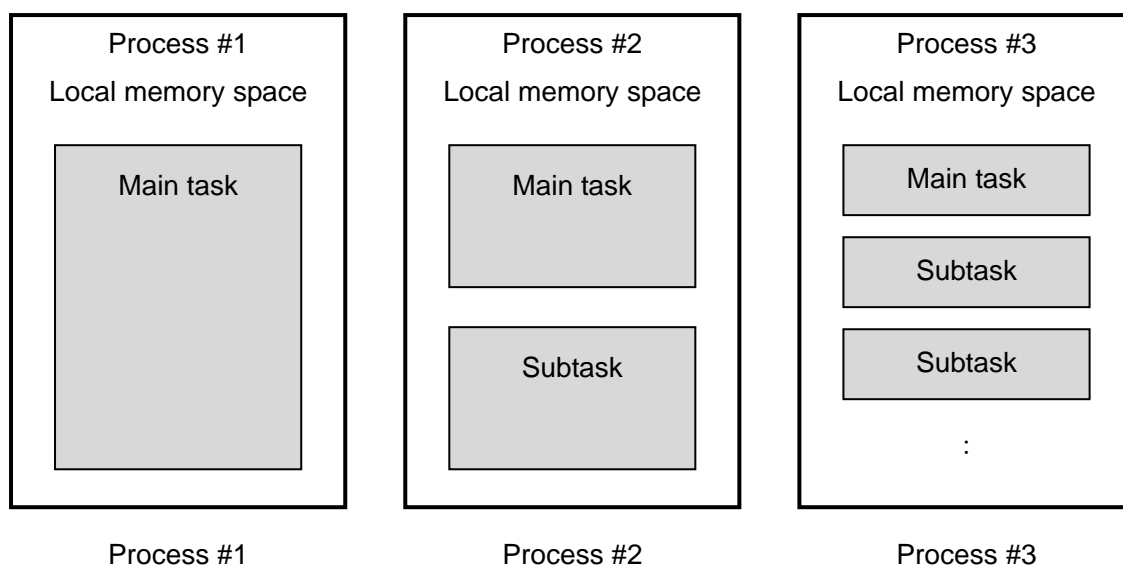 Process #1
Local memory space
Main task
Process #2
Local memory space
Main task
Subtask
Process #3
Local memory space
Main task
Subtask
Subtask
:
Process #1
Process #2
Process #3